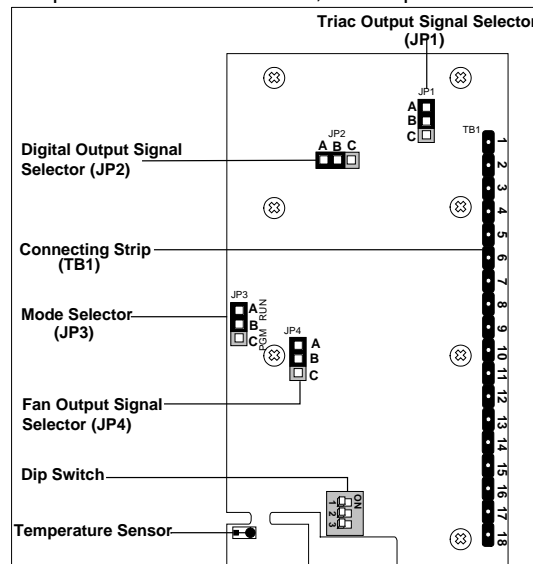 Triac Output Signal Selector
(JP1)
JP1
A
B
C
TB1
JP2
A B C
Digital Output Signal
Selector (JP2)
Connecting Strip
(TB1)
JP3
A
B
C
RUN
PGM
Mode Selector
(JP3)
JP4
A
B
C
Fan Output Signal
Selector (JP4)
Dip Switch
ON
1
2
3
Temperature Sensor
1
2
3
4
5
6
7
8
9
10
11
12
13
14
15
16
17
18